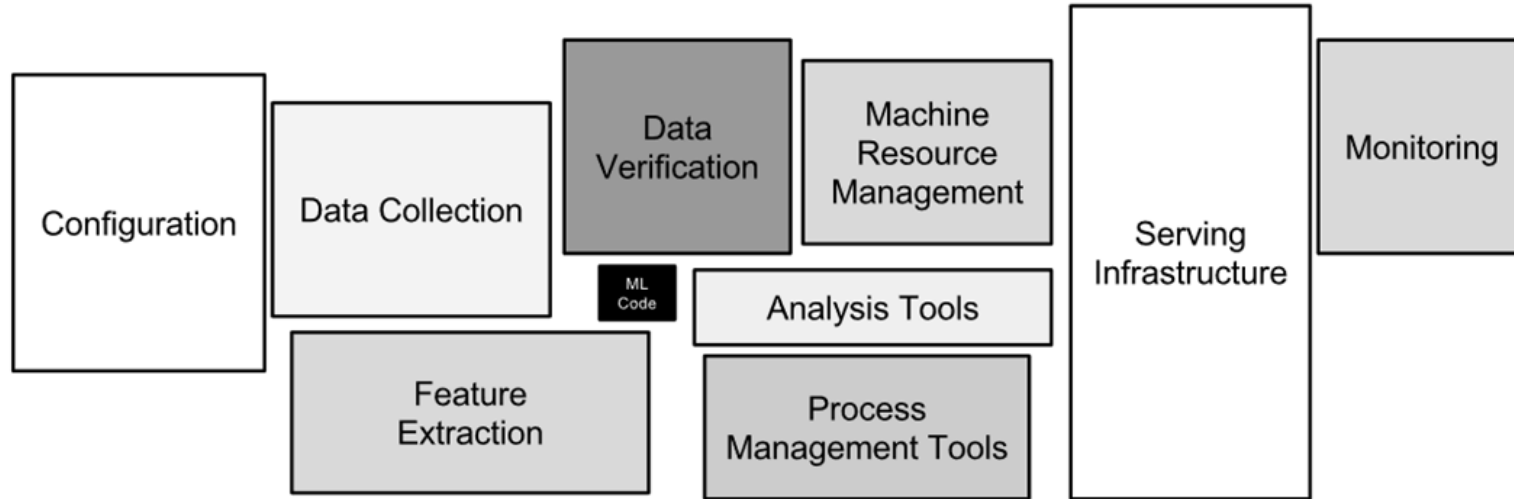 Configuration
Data Collection
Data
Verification
Machine
Resource
Management
Serving
Infrastructure
Monitoring
ML
Code
Analysis Tools
Feature
Extraction
Process
Management Tools